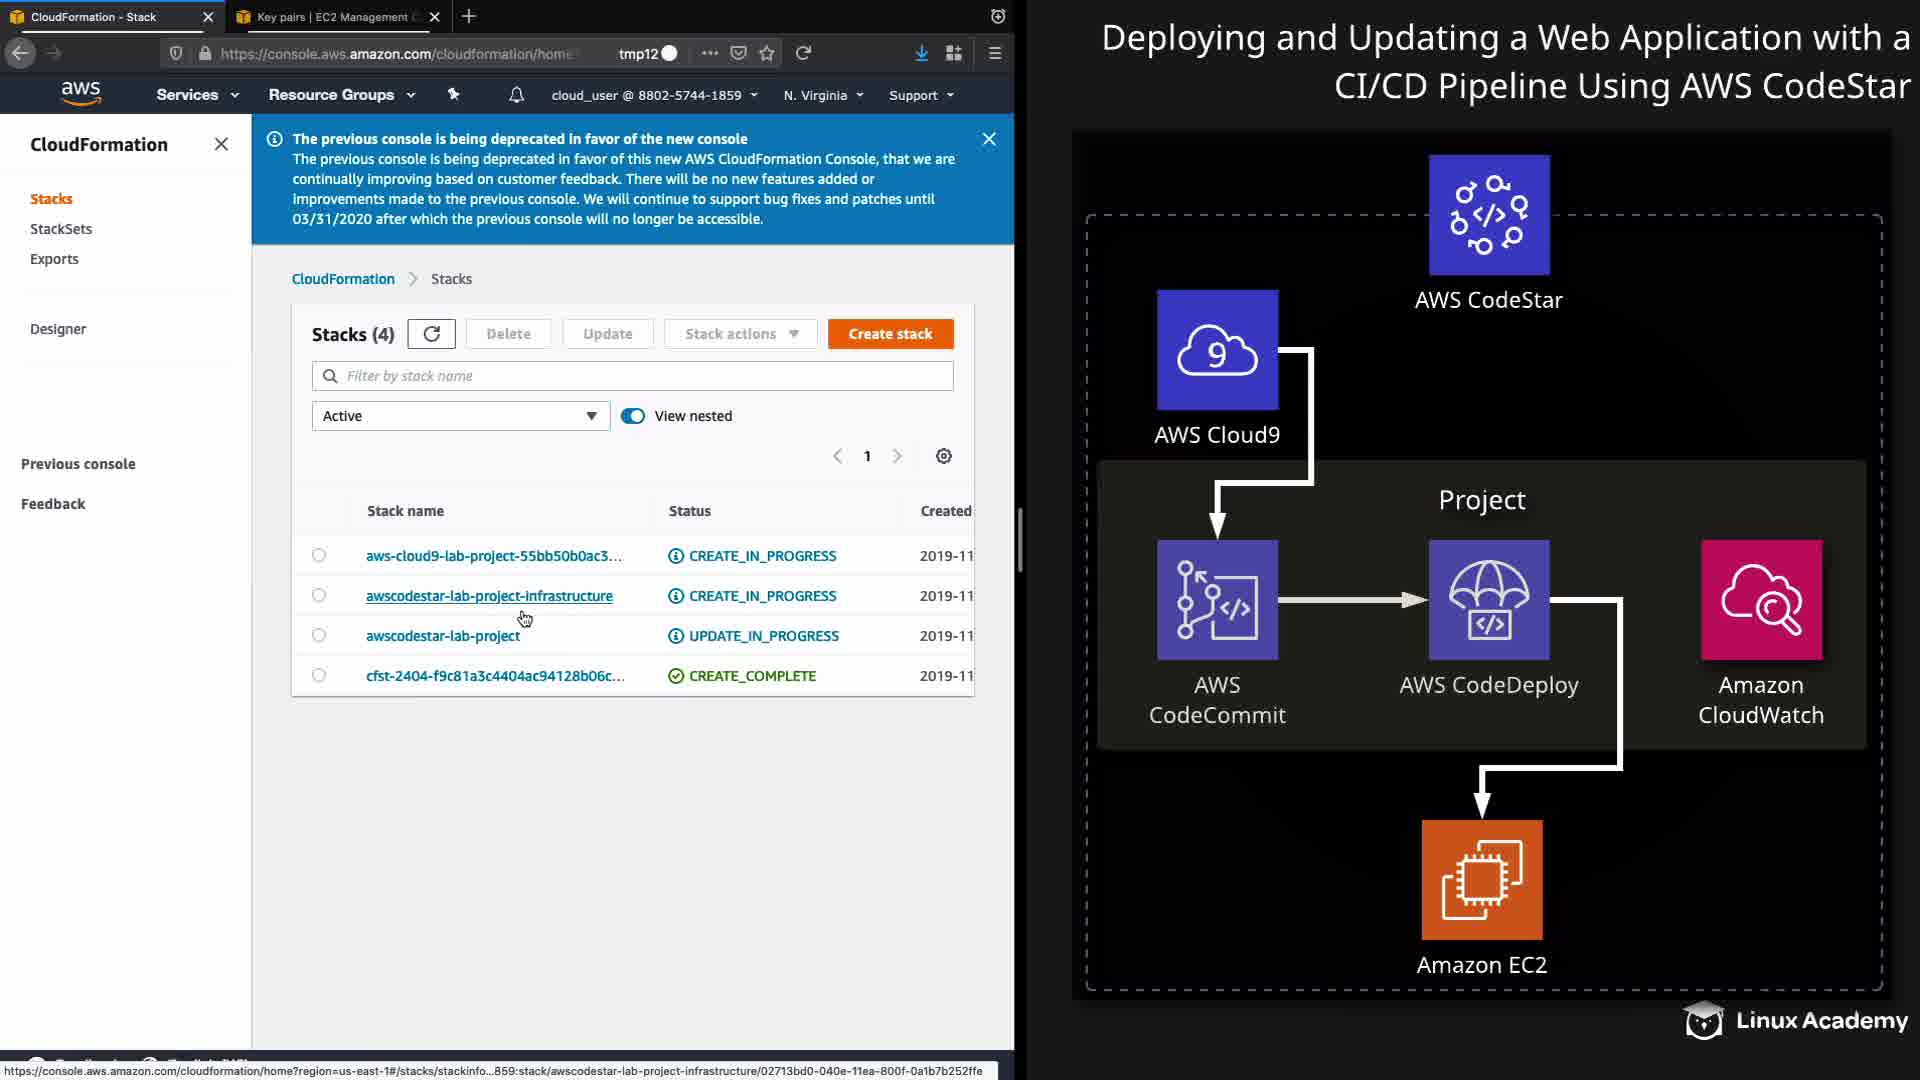 CloudFormation - Stack
Key pairs | EC2 Management
https://console.aws.amazon.com/cloudformation/home
tmp12
aws
Services
Resource Groups
cloud_user @ 8802-5744-1859
N. Virginia
Support
CloudFormation
Stacks
StackSets
Exports
Designer
Previous console
Feedback
The previous console is being deprecated in favor of the new console
The previous console is being deprecated in favor of this new AWS CloudFormation Console, that we are
continually improving based on customer feedback. There will be no new features added or
improvements made to the previous console. We will continue to support bug fixes and patches until
03/31/2020 after which the previous console will no longer be accessible.
CloudFormation > Stacks
Stacks (4)
Delete
Update
Stack actions
Create stack
Filter by stack name
Active
View nested
1
Stack name Status Created
aws-cloud9-lab-project-55bb50b0ac3... CREATE_IN_PROGRESS 2019-11
awscodestar-lab-project-infrastructure CREATE_IN_PROGRESS 2019-11
awscodestar-lab-project UPDATE_IN_PROGRESS 2019-11
cfst-2404-f9c81a3c4404ac94128b06c... CREATE_COMPLETE 2019-11
https://console.aws.amazon.com/cloudformation/home?region=us-east-1#/stacks/stackinfo...859:stack/awscodestar-lab-project-infrastructure/02713bd0-040e-11ea-800f-0a1b7b252ffe
Deploying and Updating a Web Application with a
CI/CD Pipeline Using AWS CodeStar
</>
AWS CodeStar
9
AWS Cloud9
Project
</>
</>
AWS
CodeCommit
AWS CodeDeploy
Amazon
CloudWatch
Amazon EC2
Linux Academy